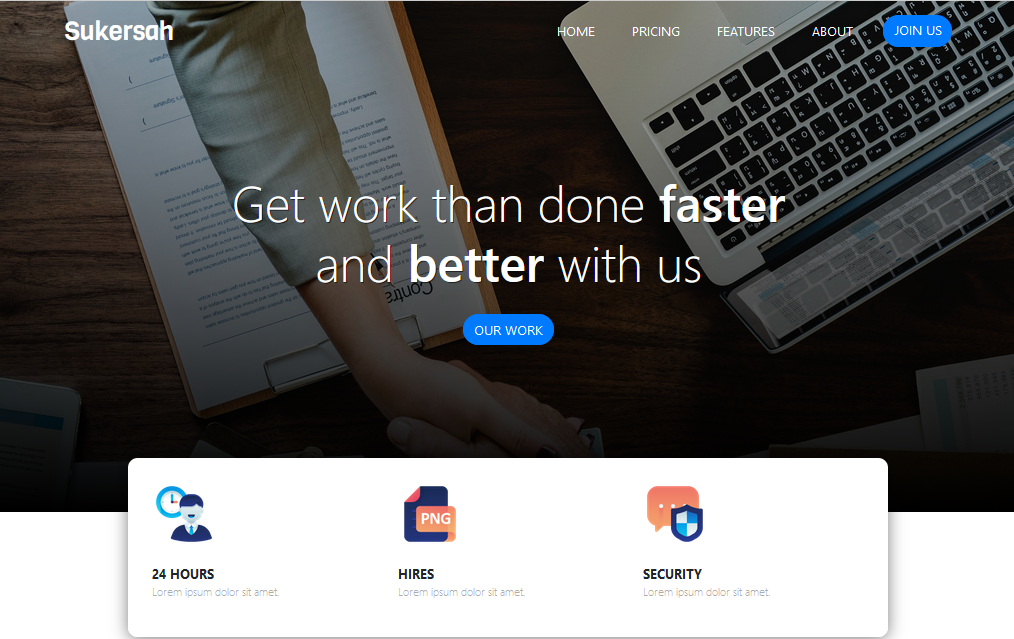 Sukersah
HOME PRICING FEATURES ABOUT JOIN US
Get work than done faster
and better with us
Contra
OUR WORK
PNG
24 HOURS HIRES SECURITY
Lorem ipsum dolor sit amet. Lorem ipsum dolor sit amet. Lorem ipsum dolor sit amet.